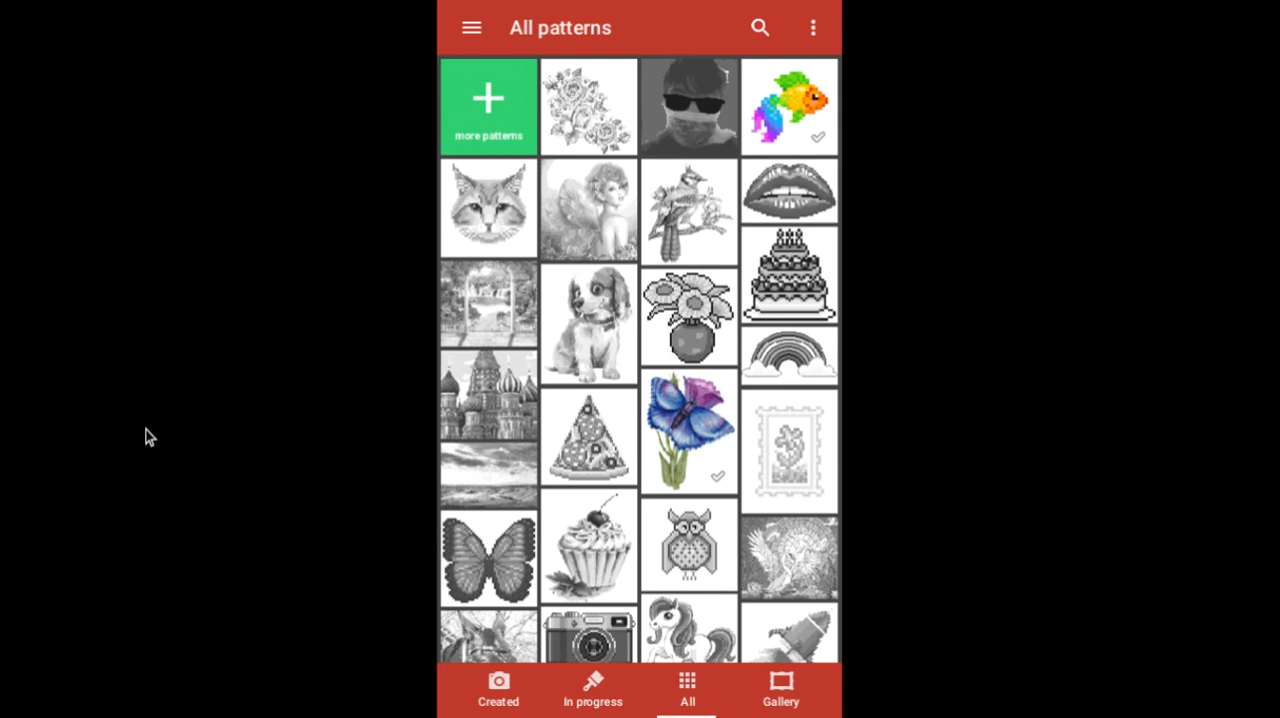 All patterns
more patterns
Created
In progress
All
Gallery